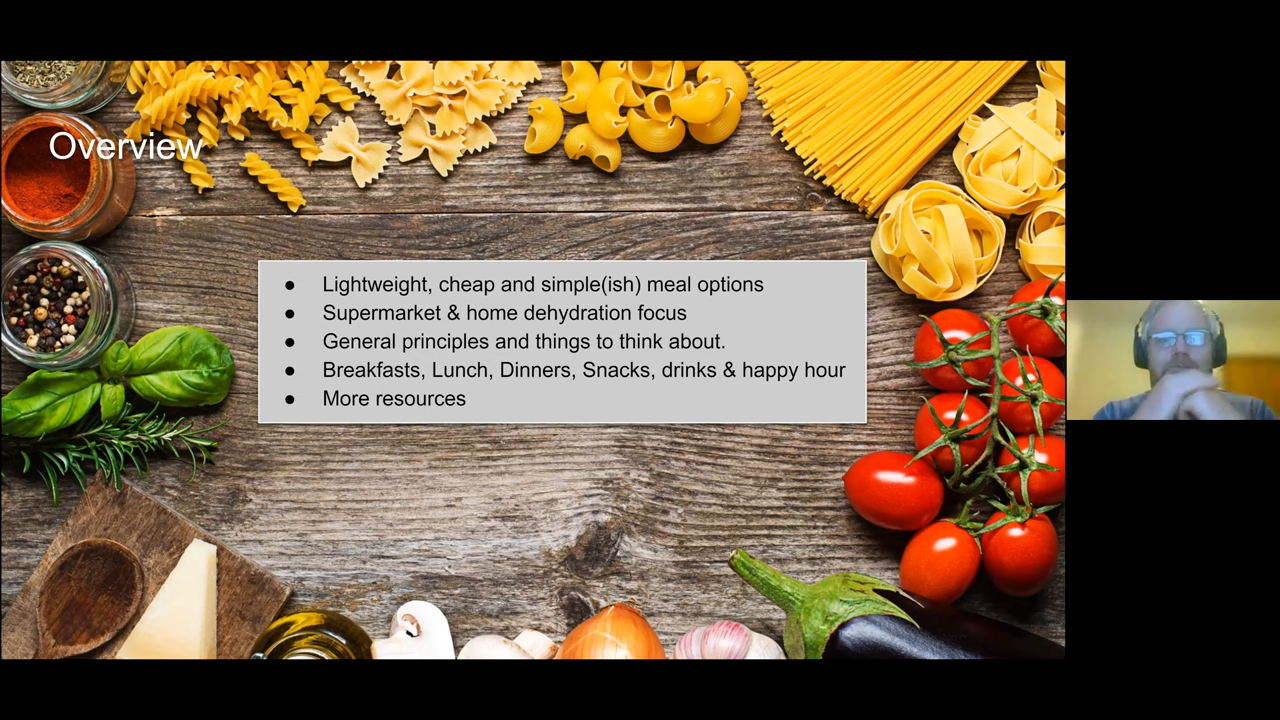 Overview
● Lightweight, cheap and simple(ish) meal options
● Supermarket & home dehydration focus
● General principles and things to think about.
● Breakfasts, Lunch, Dinners, Snacks, drinks & happy hour
● More resources